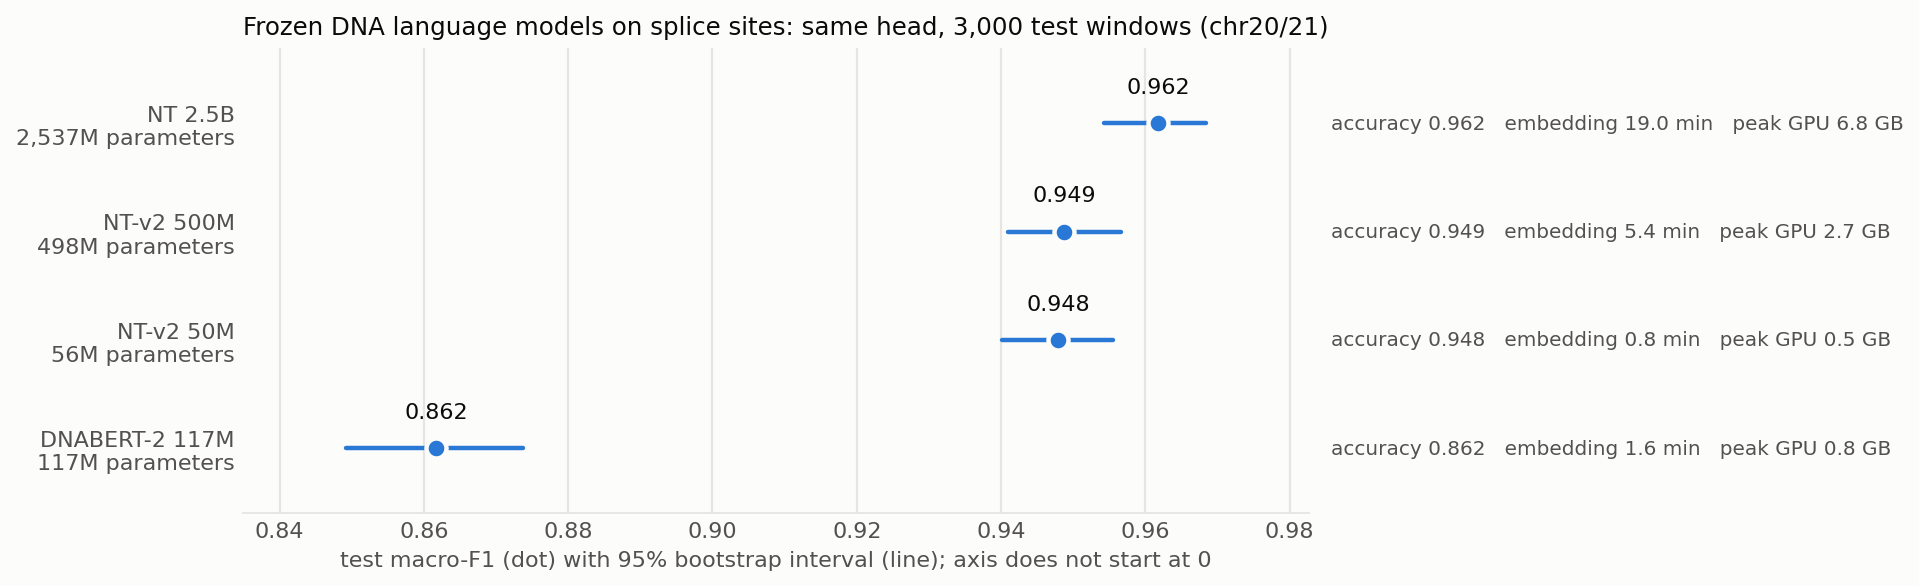 Frozen DNA language models on splice sites: same head, 3,000 test windows (chr20/21)
0.962
NT 2.5B
2,537M parameters
accuracy 0.962 embedding 19.0 min peak GPU 6.8 GB
0.949
NT-v2 500M
498M parameters
accuracy 0.949 embedding 5.4 min peak GPU 2.7 GB
0.948
NT-v2 50M
56M parameters
accuracy 0.948 embedding 0.8 min peak GPU 0.5 GB
0.862
DNABERT-2 117M
117M parameters
accuracy 0.862 embedding 1.6 min peak GPU 0.8 GB
0.84 0.86 0.88 0.90 0.92 0.94 0.96 0.98
test macro-F1 (dot) with 95% bootstrap interval (line); axis does not start at 0